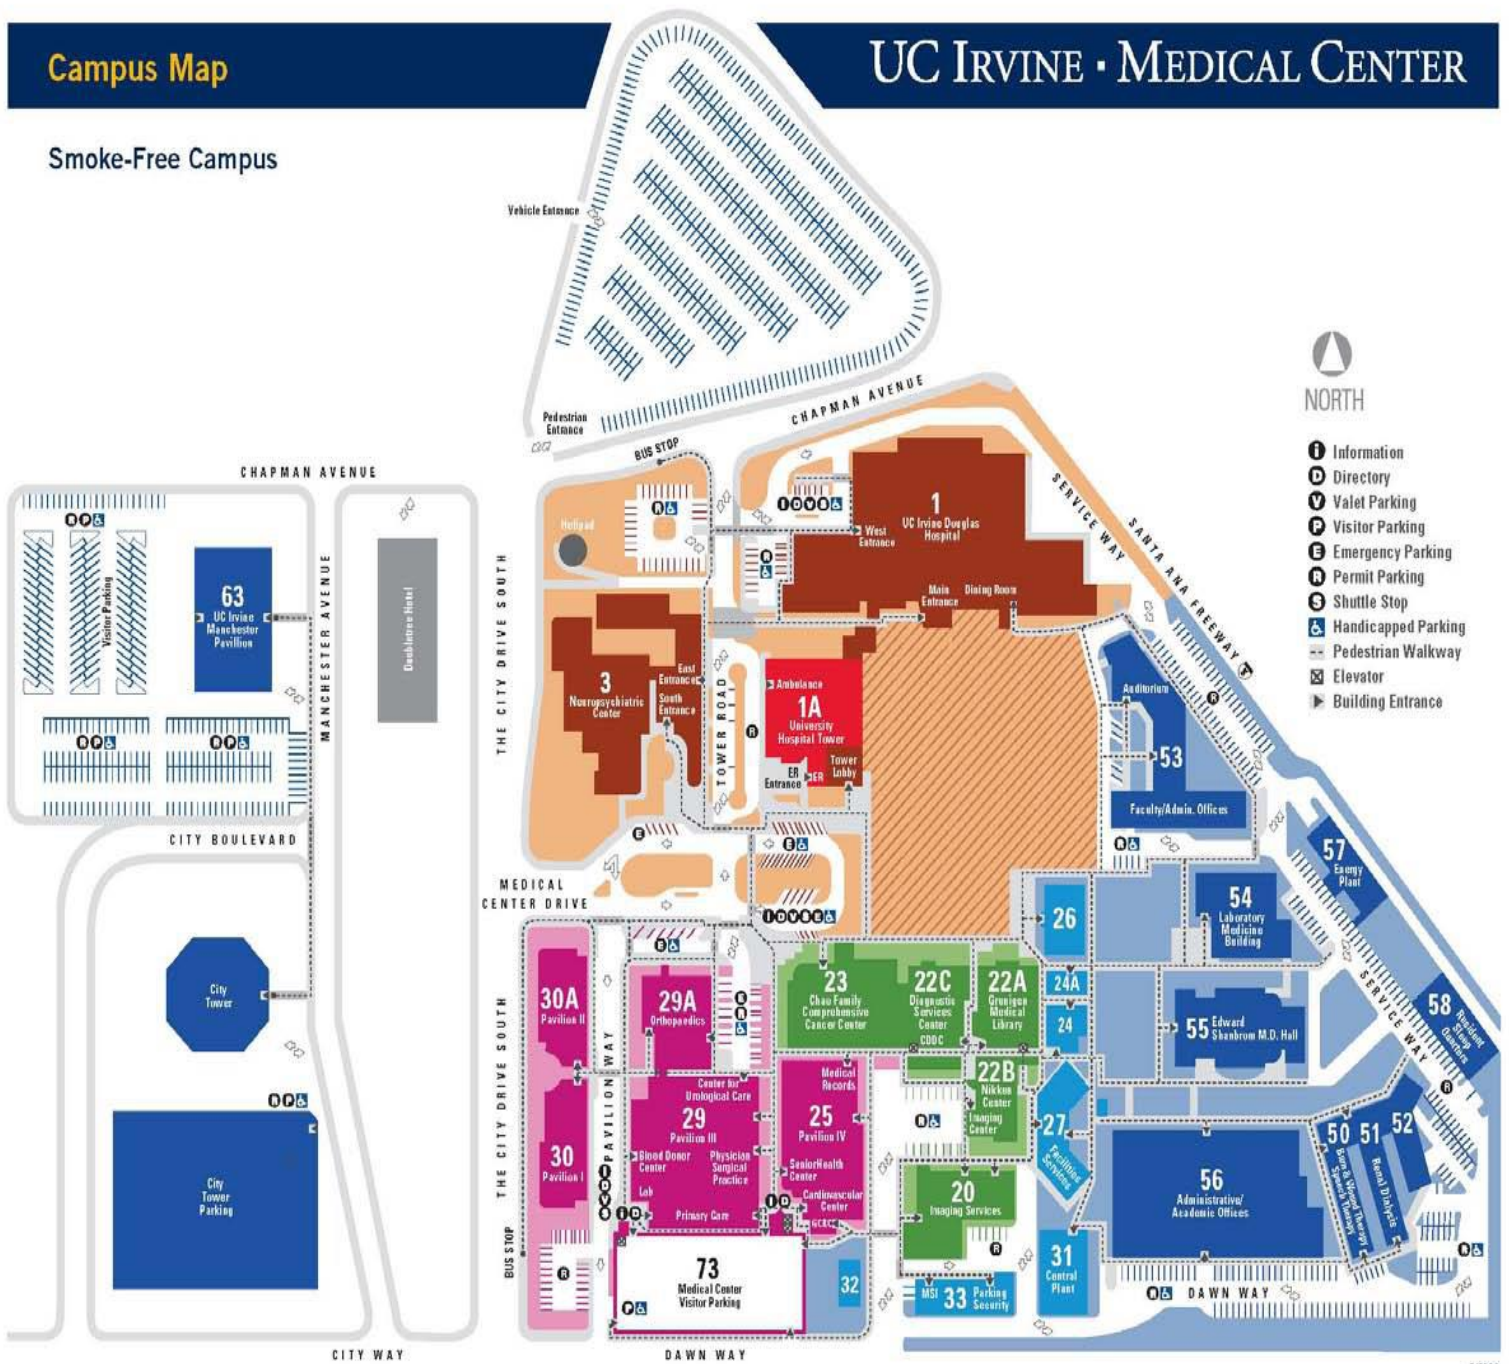 Campus Map
UC IRVINE · MEDICAL CENTER
Smoke-Free Campus
Vehicle Entrance
Pedestrian
Entrance
BUS STOP
CHAPMAN AVENUE
NORTH
i Information
D Directory
V Valet Parking
P Visitor Parking
E Emergency Parking
R Permit Parking
S Shuttle Stop
Handicapped Parking
Pedestrian Walkway
Elevator
Building Entrance
CHAPMAN AVENUE
R P
Visitor Parking
63
UC Irvine
Manchester
Pavillion
MANCHESTER AVENUE
Doubletree Hotel
R P
R P
CITY BOULEVARD
City
Tower
R P
City
Tower
Parking
CITY WAY
THE CITY DRIVE SOUTH
Helipad
R
I D V R
R
1
UC Irvine Douglas
Hospital
West
Entrance
Main
Entrance
Dining Room
SERVICE WAY
SANTA ANA FREEWAY
3
Neuropsychiatric
Center
East
Entrance
South
Entrance
TOWER ROAD
R
Ambulance
1A
University
Hospital Tower
ER
Entrance
ER
Tower
Lobby
E
E
MEDICAL
CENTER DRIVE
I D V R E
Auditorium
53
Faculty/Admin. Offices
R
R
57
Energy
Plant
54
Laboratory
Medicine
Building
26
24A
24
55
Edward
Shanbrom M.D. Hall
58
Resident
Sleep
Quarters
SERVICE WAY
R
30A
Pavilion II
29A
Orthopaedics
E
E
R
R
23
Chao Family
Comprehensive
Cancer Center
22C
Diagnostic
Services
Center
CDDC
22A
Grunigen
Medical
Library
22B
Nikken
Center
Imaging
Center
THE CITY DRIVE SOUTH
PAVILION WAY
30
Pavilion I
Center for
Urological Care
29
Pavilion III
Blood Donor
Center
Physician
Surgical
Practice
Lab
Primary Care
I D V R
I D
I D
Medical
Records
25
Pavilion IV
SeniorHealth
Center
Cardiovascular
Center
GCRC
R
27
Facilities
Services
20
Imaging Services
R
56
Administrative/
Academic Offices
50
Burn & Wound Therapy
Speech Therapy
51
Renal Dialysis
52
R
BUS STOP
R
73
Medical Center
Visitor Parking
P
32
MSI
33
Parking
Security
31
Central
Plant
R
DAWN WAY
DAWN WAY